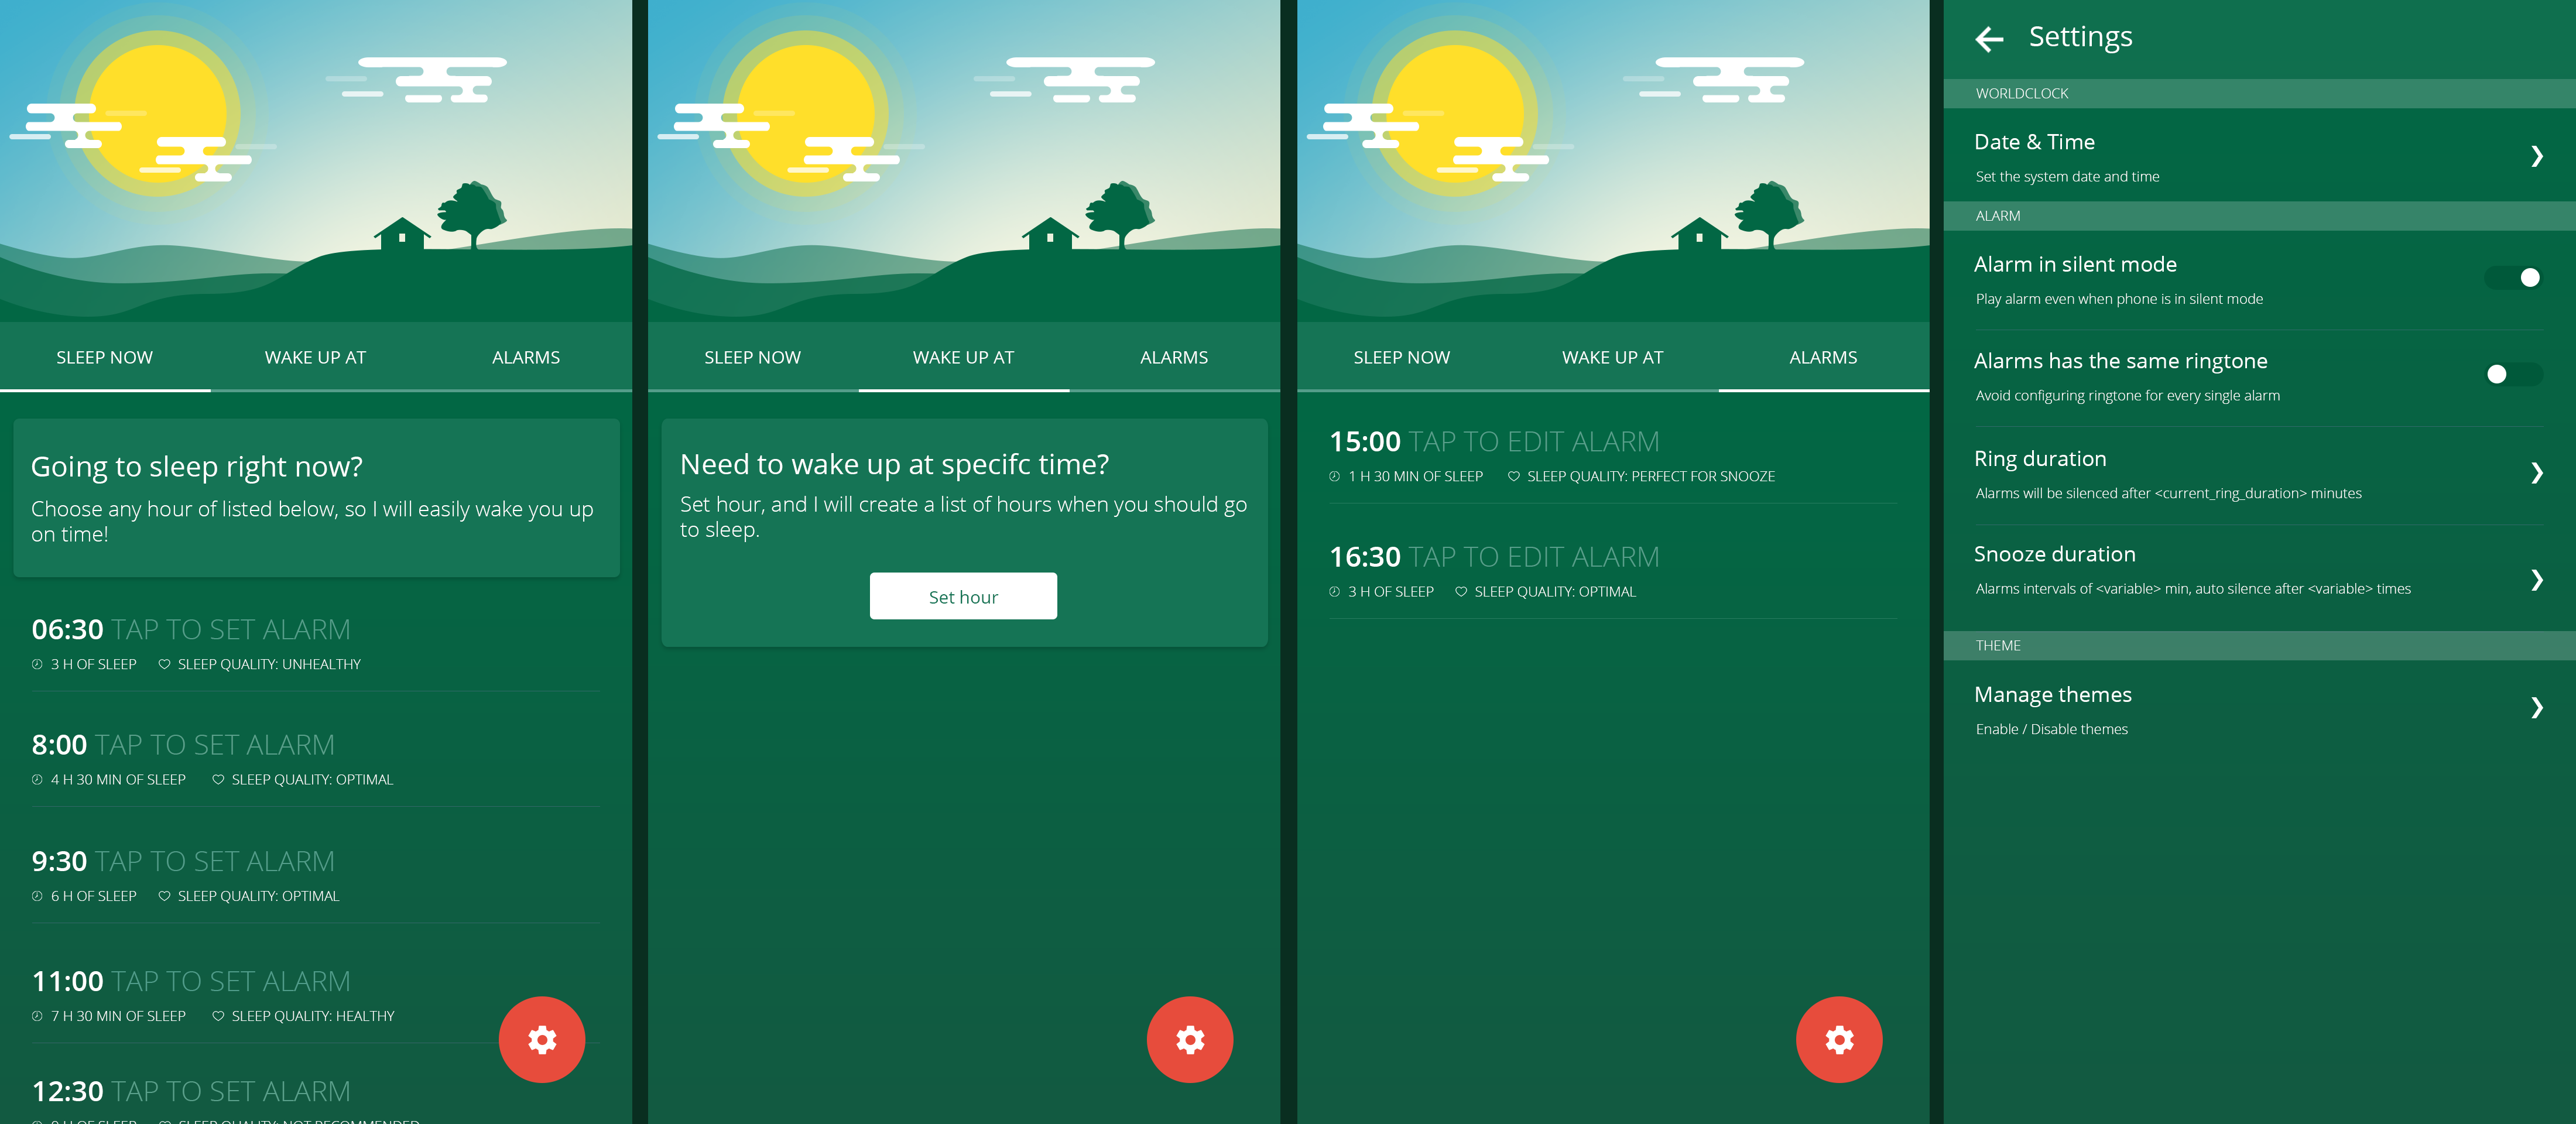 SLEEP NOW
WAKE UP AT
ALARMS
Going to sleep right now?
Choose any hour of listed below, so I will easily wake you up
on time!
06:30 TAP TO SET ALARM
3 H OF SLEEP
SLEEP QUALITY: UNHEALTHY
8:00 TAP TO SET ALARM
4 H 30 MIN OF SLEEP
SLEEP QUALITY: OPTIMAL
9:30 TAP TO SET ALARM
6 H OF SLEEP
SLEEP QUALITY: OPTIMAL
11:00 TAP TO SET ALARM
7 H 30 MIN OF SLEEP
SLEEP QUALITY: HEALTHY
12:30 TAP TO SET ALARM
9 H OF SLEEP
SLEEP QUALITY: NOT RECOMMENDED
SLEEP NOW
WAKE UP AT
ALARMS
Need to wake up at specifc time?
Set hour, and I will create a list of hours when you should go
to sleep.
Set hour
SLEEP NOW
WAKE UP AT
ALARMS
15:00 TAP TO EDIT ALARM
1 H 30 MIN OF SLEEP
SLEEP QUALITY: PERFECT FOR SNOOZE
16:30 TAP TO EDIT ALARM
3 H OF SLEEP
SLEEP QUALITY: OPTIMAL
Settings
WORLDCLOCK
Date & Time
Set the system date and time
ALARM
Alarm in silent mode
Play alarm even when phone is in silent mode
Alarms has the same ringtone
Avoid configuring ringtone for every single alarm
Ring duration
Alarms will be silenced after <current_ring_duration> minutes
Snooze duration
Alarms intervals of <variable> min, auto silence after <variable> times
THEME
Manage themes
Enable / Disable themes